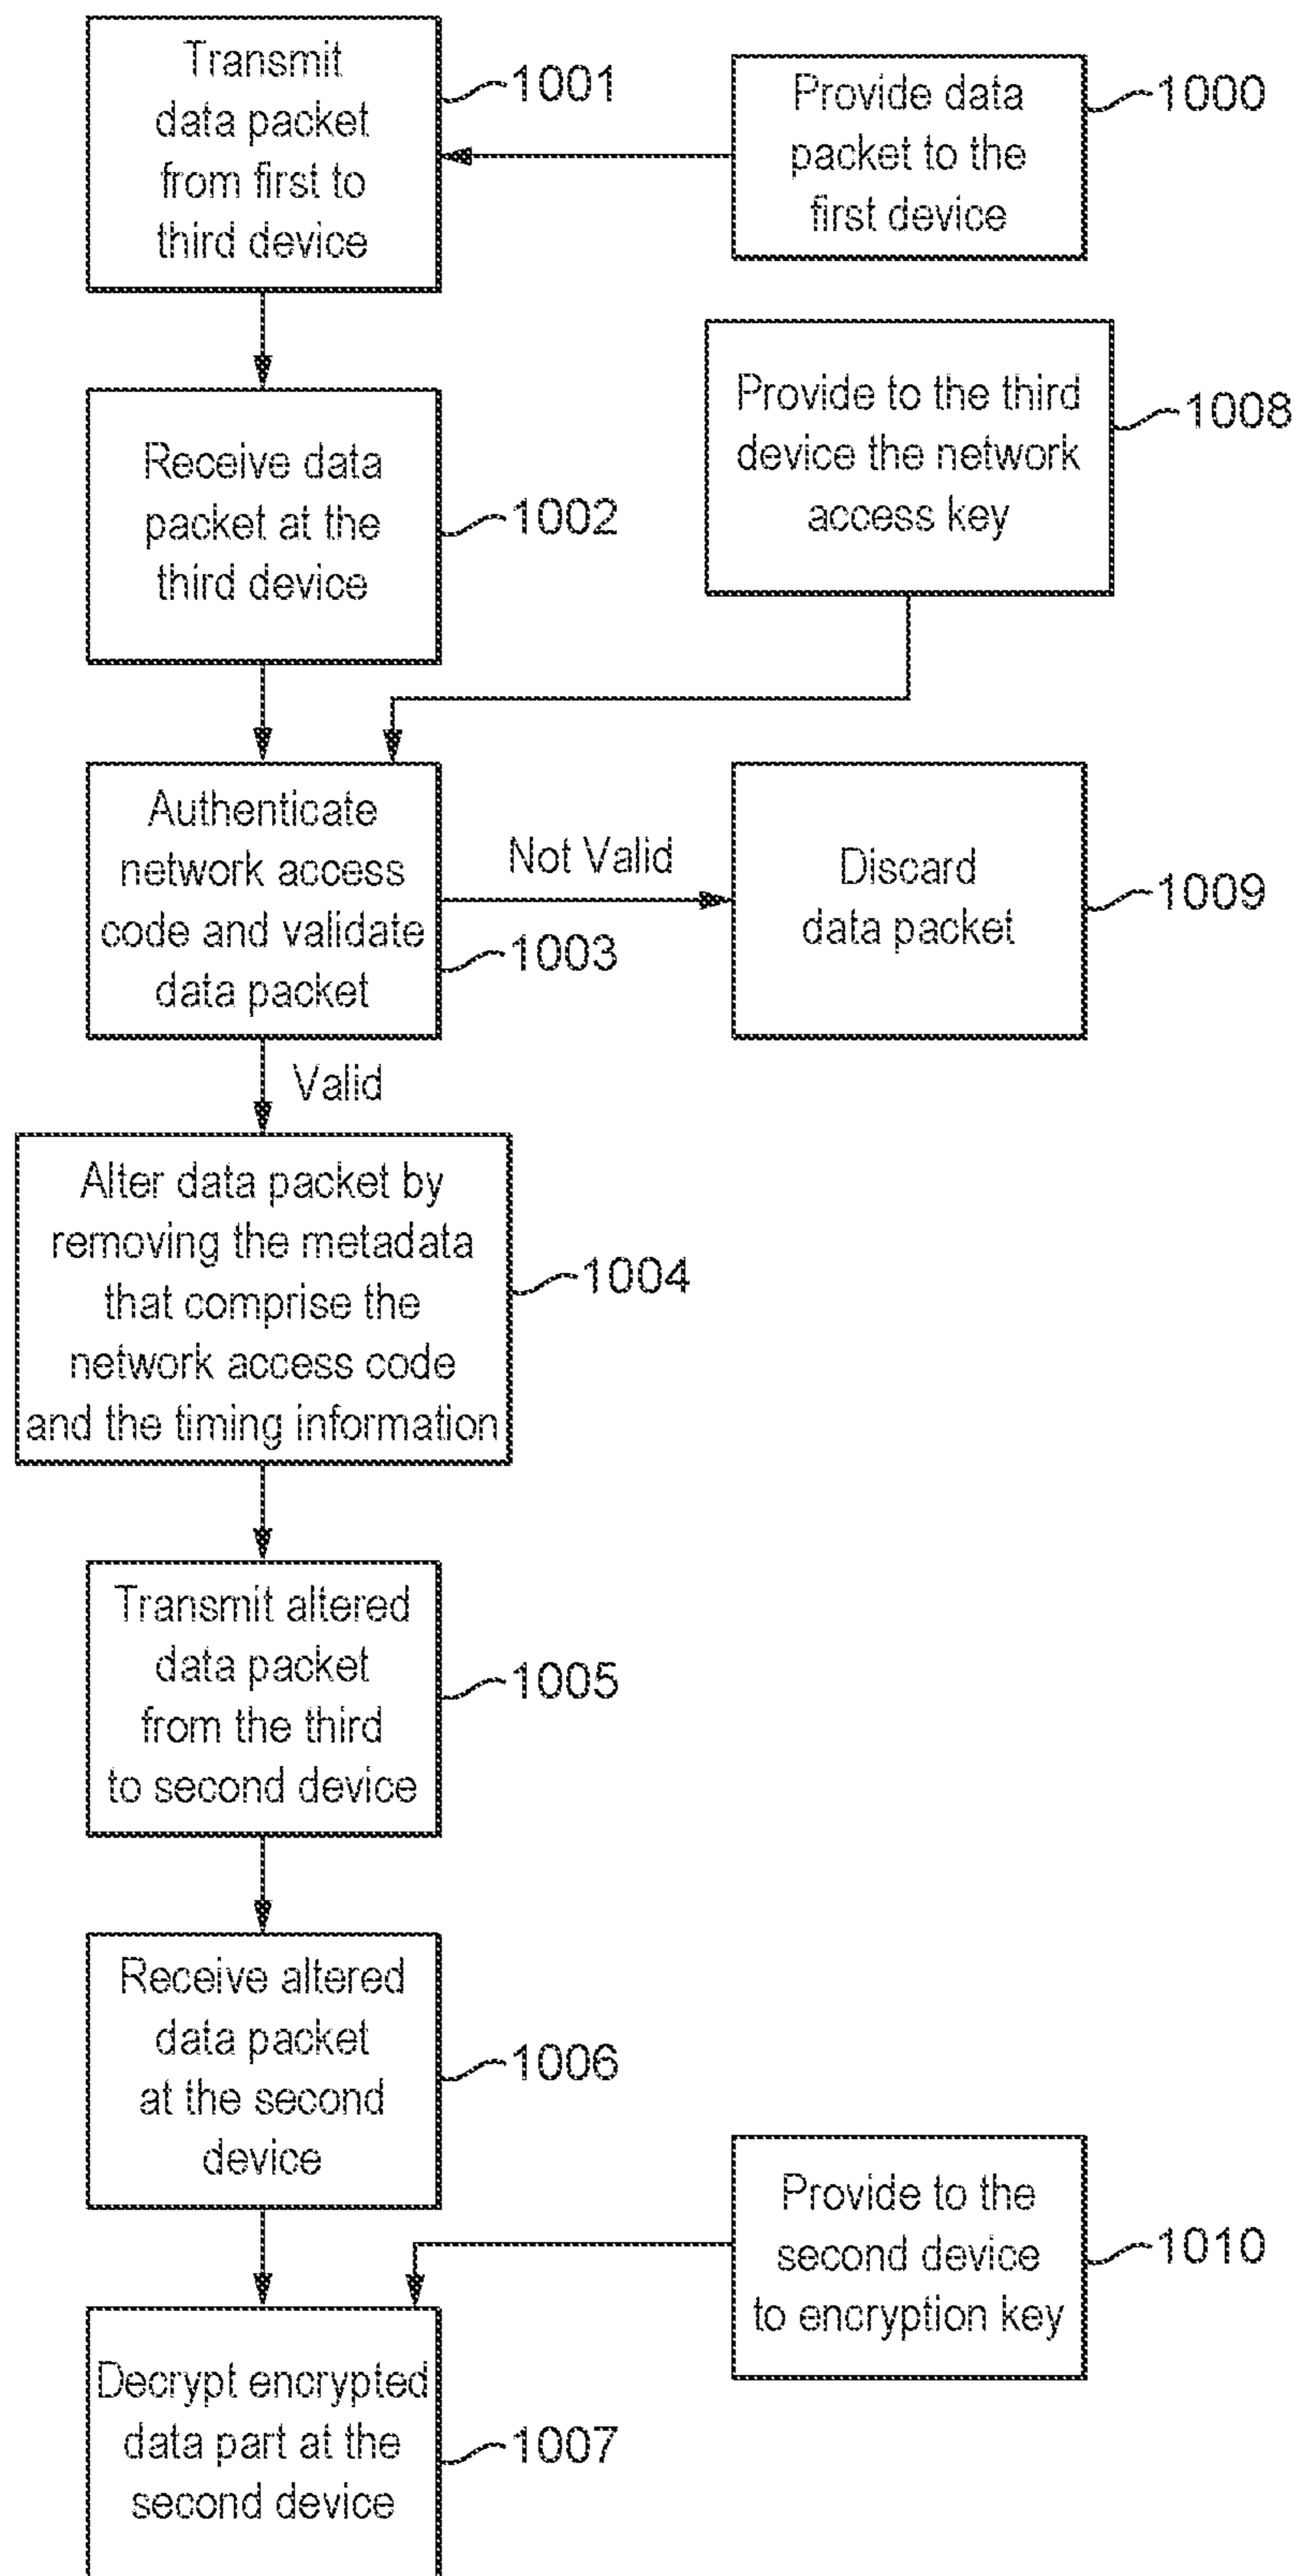 Transmit
data packet
from first to
third device
1001
Provide data
packet to the
first device
1000
Receive data
packet at the
third device
1002
Provide to the third
device the network
access key
1008
Authenticate
network access
code and validate
data packet
1003
Not Valid
Discard
data packet
1009
Valid
Alter data packet by
removing the metadata
that comprise the
network access code
and the timing information
1004
Transmit altered
data packet
from the third
to second device
1005
Receive altered
data packet
at the second
device
1006
Provide to the
second device
to encryption key
1010
Decrypt encrypted
data part at the
second device
1007